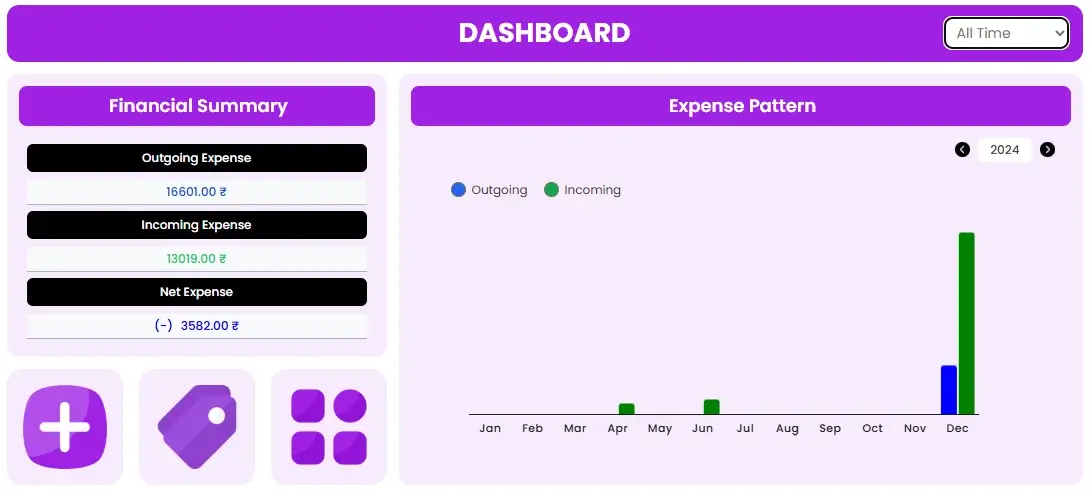 DASHBOARD
All Time
Financial Summary
Outgoing Expense
16601.00 ₹
Incoming Expense
13019.00 ₹
Net Expense
(-) 3582.00 ₹
Expense Pattern
2024
Outgoing Incoming
Jan Feb Mar Apr May Jun Jul Aug Sep Oct Nov Dec